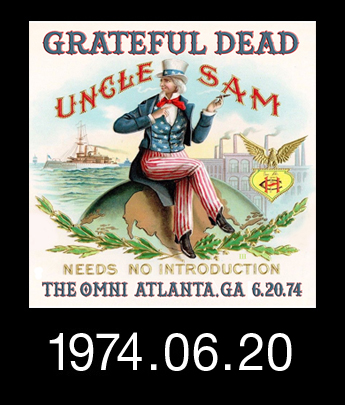 GRATEFUL DEAD
UNCLE SAM
NEEDS NO INTRODUCTION
THE OMNI ATLANTA, GA 6.20.74
1974.06.20